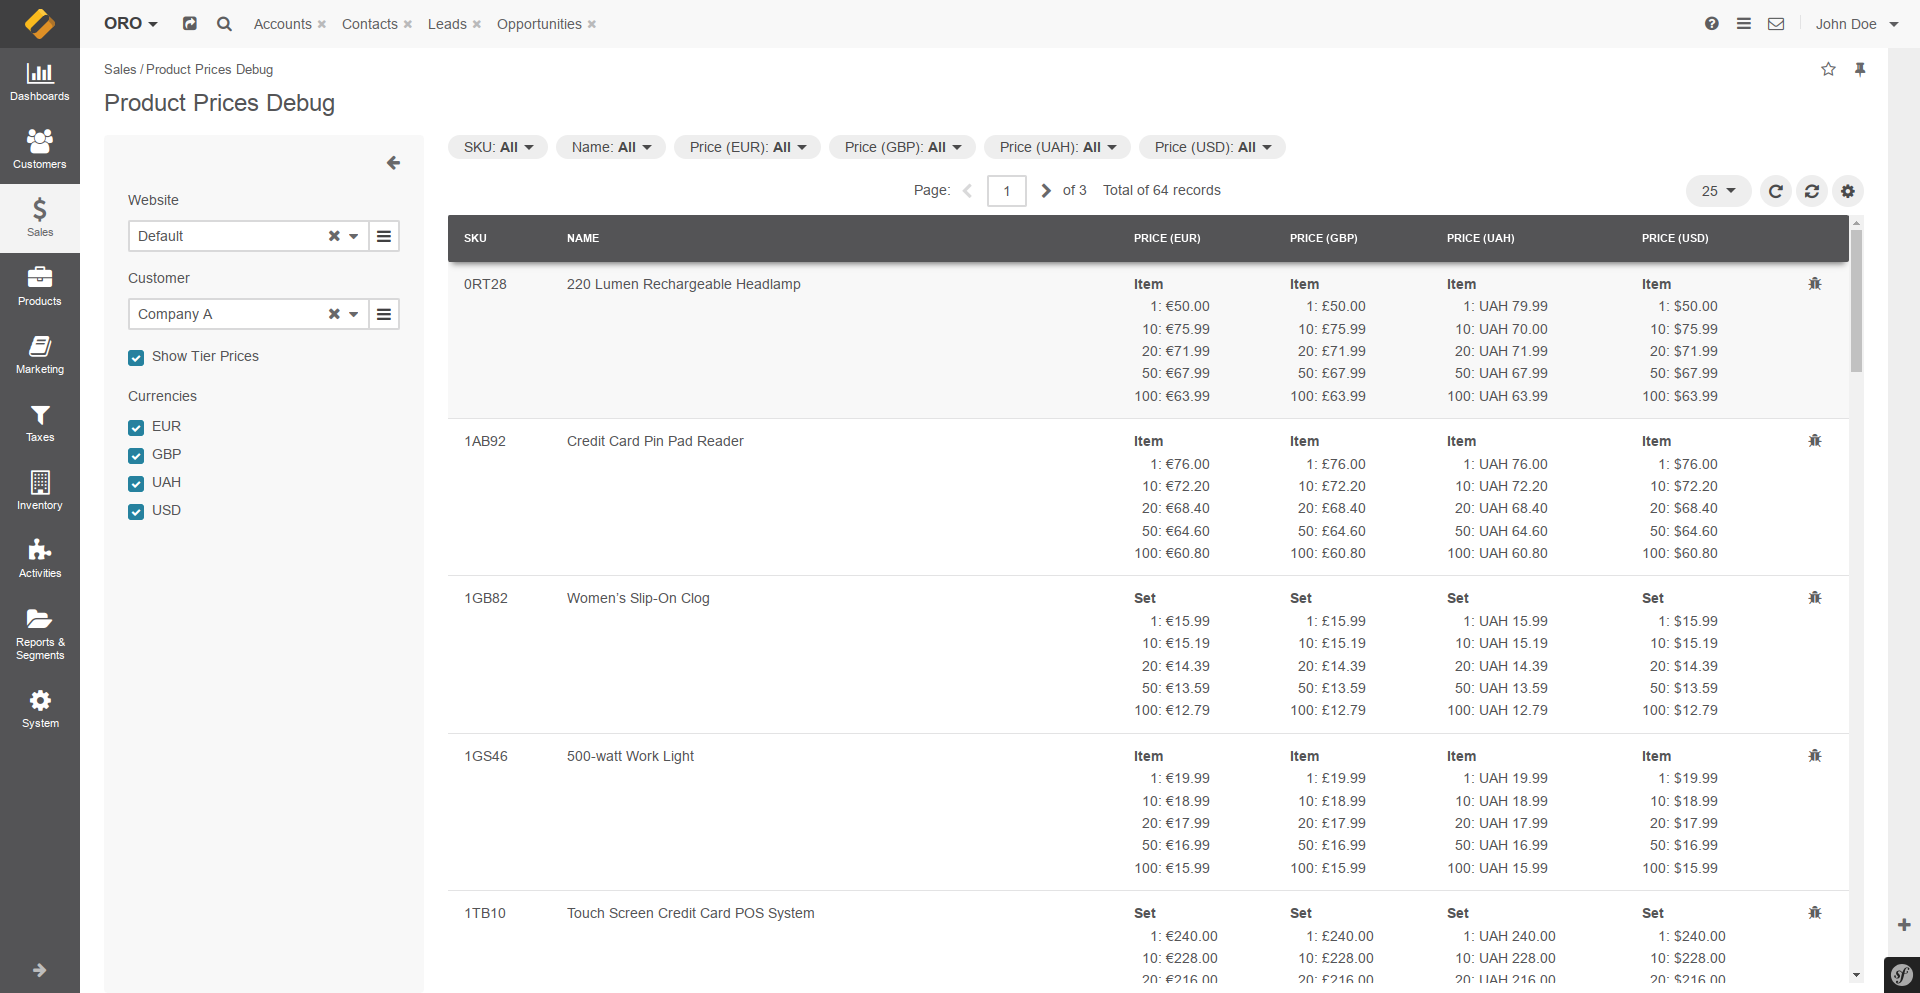 ORO Accounts Contacts Leads Opportunities John Doe
Dashboards
Customers
Sales
Products
Marketing
Taxes
Inventory
Activities
Reports &
Segments
System
Sales / Product Prices Debug
Product Prices Debug
Website
Default
Customer
Company A
Show Tier Prices
Currencies
EUR
GBP
UAH
USD
SKU: All Name: All Price (EUR): All Price (GBP): All Price (UAH): All Price (USD): All
Page: 1 of 3 Total of 64 records 25
SKU NAME PRICE (EUR) PRICE (GBP) PRICE (UAH) PRICE (USD)
0RT28 220 Lumen Rechargeable Headlamp Item Item Item Item
1: €50.00 1: £50.00 1: UAH 79.99 1: $50.00
10: €75.99 10: £75.99 10: UAH 70.00 10: $75.99
20: €71.99 20: £71.99 20: UAH 71.99 20: $71.99
50: €67.99 50: £67.99 50: UAH 67.99 50: $67.99
100: €63.99 100: £63.99 100: UAH 63.99 100: $63.99
1AB92 Credit Card Pin Pad Reader Item Item Item Item
1: €76.00 1: £76.00 1: UAH 76.00 1: $76.00
10: €72.20 10: £72.20 10: UAH 72.20 10: $72.20
20: €68.40 20: £68.40 20: UAH 68.40 20: $68.40
50: €64.60 50: £64.60 50: UAH 64.60 50: $64.60
100: €60.80 100: £60.80 100: UAH 60.80 100: $60.80
1GB82 Women’s Slip-On Clog Set Set Set Set
1: €15.99 1: £15.99 1: UAH 15.99 1: $15.99
10: €15.19 10: £15.19 10: UAH 15.19 10: $15.19
20: €14.39 20: £14.39 20: UAH 14.39 20: $14.39
50: €13.59 50: £13.59 50: UAH 13.59 50: $13.59
100: €12.79 100: £12.79 100: UAH 12.79 100: $12.79
1GS46 500-watt Work Light Item Item Item Item
1: €19.99 1: £19.99 1: UAH 19.99 1: $19.99
10: €18.99 10: £18.99 10: UAH 18.99 10: $18.99
20: €17.99 20: £17.99 20: UAH 17.99 20: $17.99
50: €16.99 50: £16.99 50: UAH 16.99 50: $16.99
100: €15.99 100: £15.99 100: UAH 15.99 100: $15.99
1TB10 Touch Screen Credit Card POS System Set Set Set Set
1: €240.00 1: £240.00 1: UAH 240.00 1: $240.00
10: €228.00 10: £228.00 10: UAH 228.00 10: $228.00
20: €216.00 20: £216.00 20: UAH 216.00 20: $216.00
sf